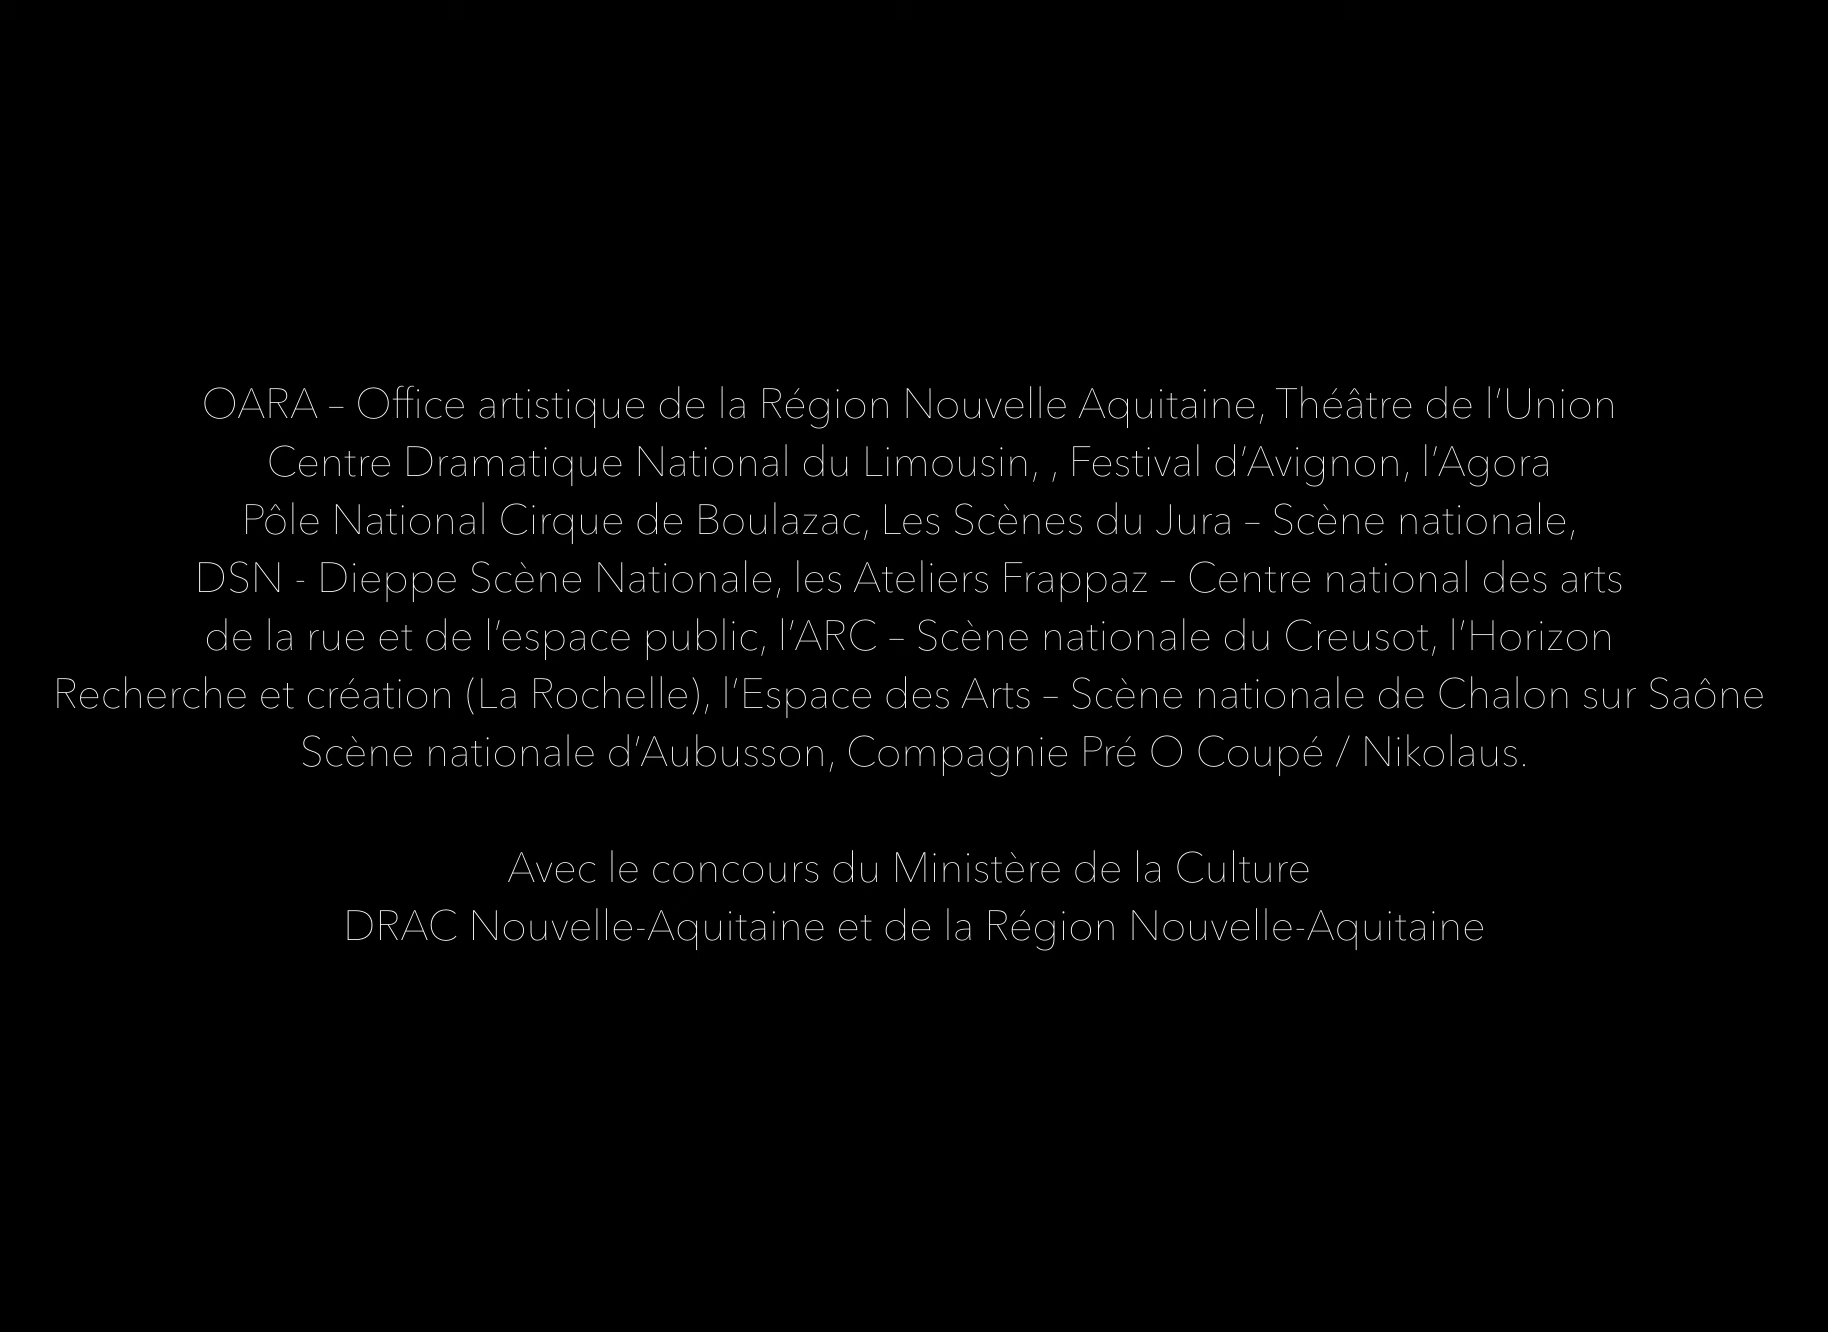 OARA – Office artistique de la Région Nouvelle Aquitaine, Théâtre de l’Union
Centre Dramatique National du Limousin, , Festival d’Avignon, l’Agora
Pôle National Cirque de Boulazac, Les Scènes du Jura – Scène nationale,
DSN - Dieppe Scène Nationale, les Ateliers Frappaz – Centre national des arts
de la rue et de l’espace public, l’ARC – Scène nationale du Creusot, l’Horizon
Recherche et création (La Rochelle), l’Espace des Arts – Scène nationale de Chalon sur Saône
Scène nationale d’Aubusson, Compagnie Pré O Coupé / Nikolaus.
Avec le concours du Ministère de la Culture
DRAC Nouvelle-Aquitaine et de la Région Nouvelle-Aquitaine